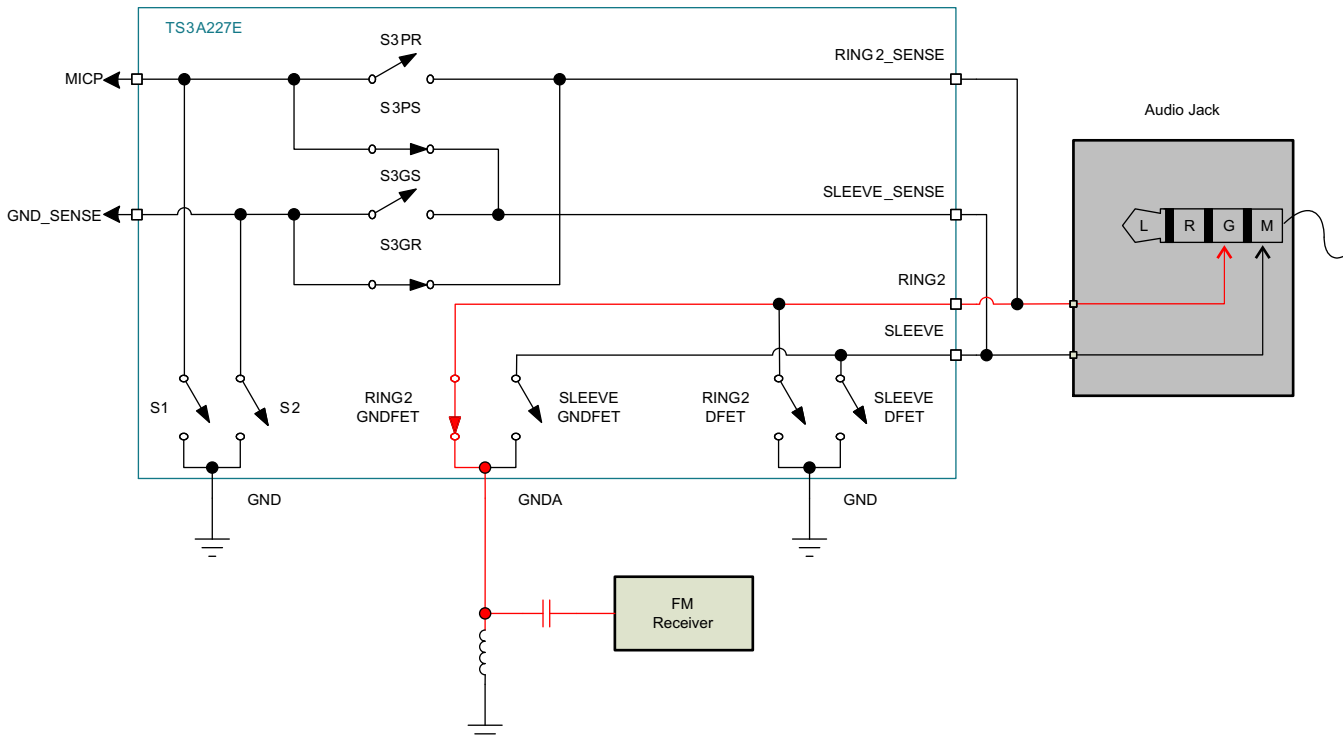 TS3A227E
S3PR
RING2_SENSE
MICP
S3PS
Audio Jack
S3GS
SLEEVE_SENSE
GND_SENSE
L R G M
S3GR
RING2
SLEEVE
S1
S2
RING2
GNDFET
SLEEVE
GNDFET
RING2
DFET
SLEEVE
DFET
GND
GNDA
GND
FM
Receiver